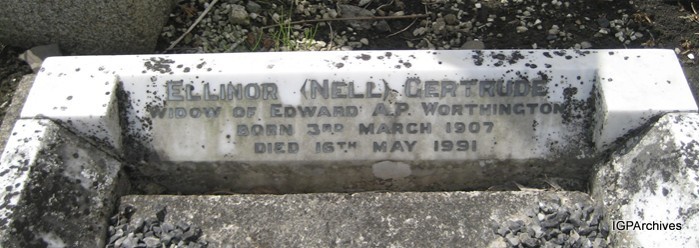 ELLINOR (NELL) GERTRUDE
WIDOW OF EDWARD A.P. WORTHINGTON
BORN 3RD MARCH 1907
DIED 16TH MAY 1991
IGPArchives